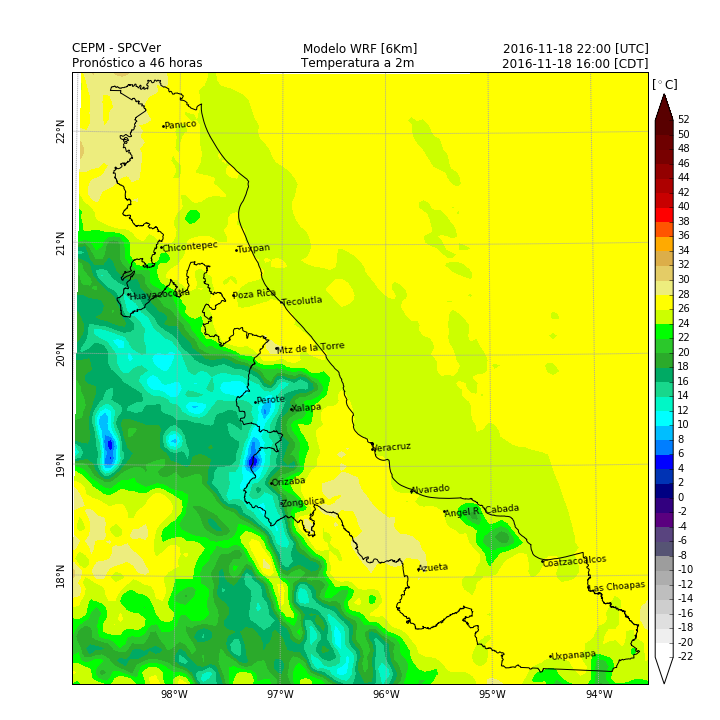 CEPM - SPCVer
Pronóstico a 46 horas
Modelo WRF [6Km]
Temperatura a 2m
2016-11-18 22:00 [UTC]
2016-11-18 16:00 [CDT]
[°C]
52
50
48
46
44
42
40
38
36
34
32
30
28
26
24
22
20
18
16
14
12
10
8
6
4
2
0
-2
-4
-6
-8
-10
-12
-14
-16
-18
-20
-22
22°N
21°N
20°N
19°N
18°N
Panuco
Chicontepec
Tuxpan
Huayacocotla
Poza Rica
Tecolutla
Mtz de la Torre
Perote
Xalapa
Veracruz
Orizaba
Alvarado
Zongolica
Angel R. Cabada
Azueta
Coatzacoalcos
Las Choapas
Uxpanapa
98°W
97°W
96°W
95°W
94°W